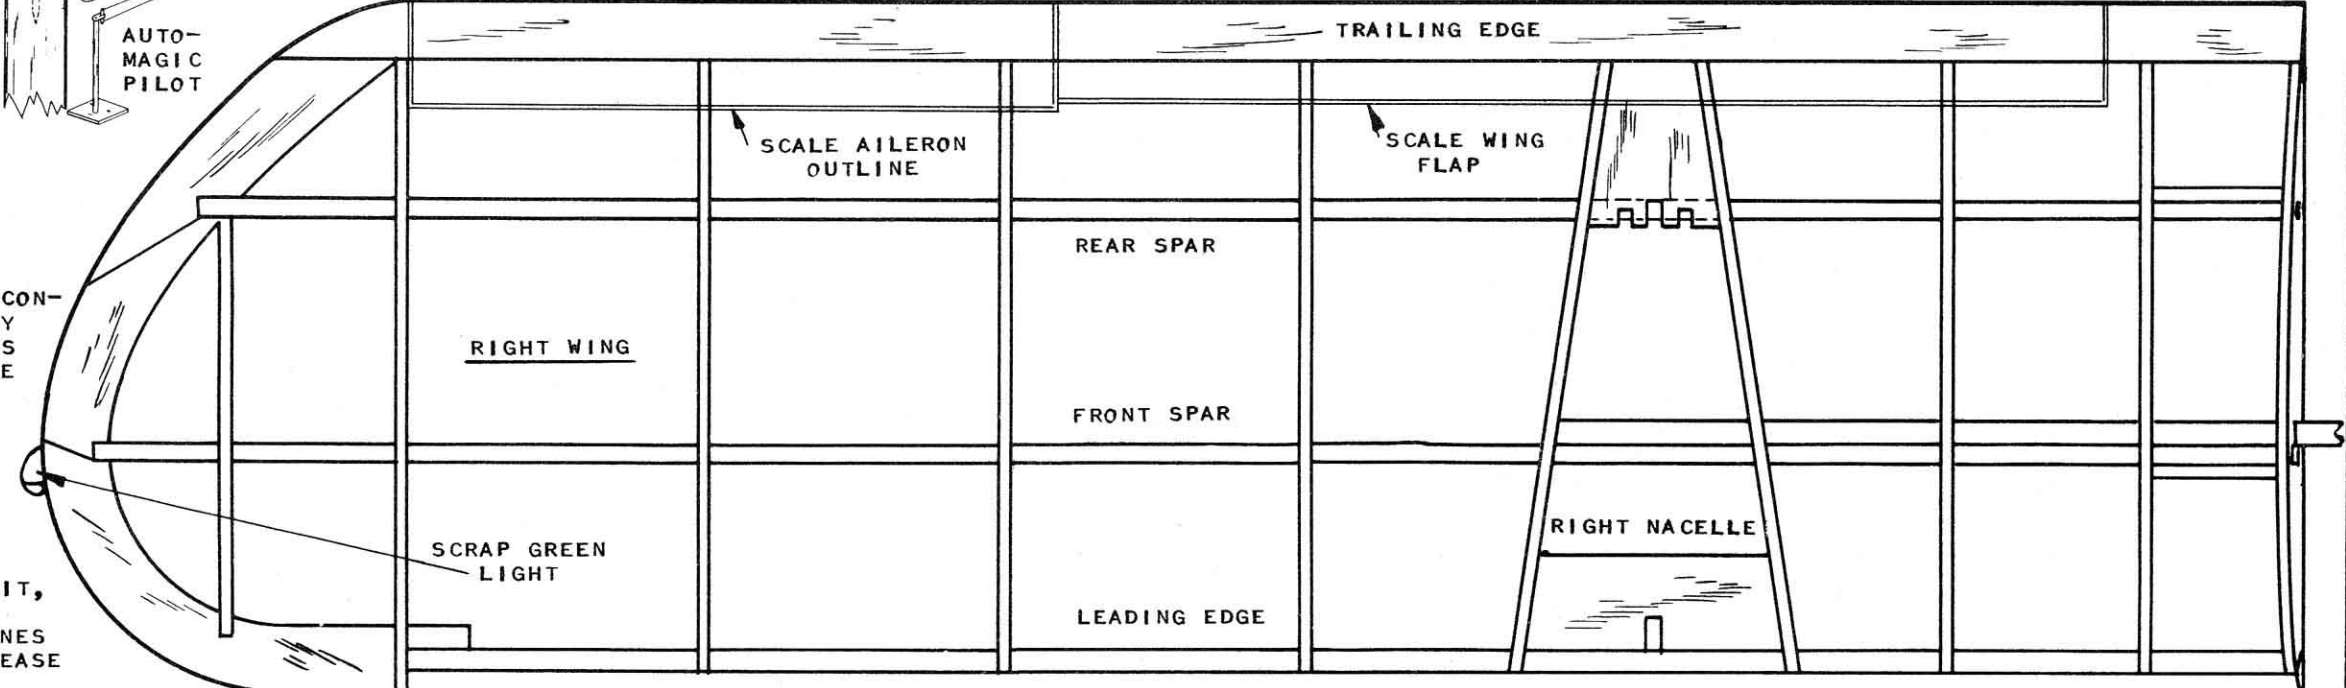 AUTO-
MAGIC
PILOT
TRAILING EDGE
SCALE AILERON
OUTLINE
SCALE WING
FLAP
REAR SPAR
CON-
Y
S
E
RIGHT WING
FRONT SPAR
SCRAP GREEN
LIGHT
RIGHT NACELLE
IT,
NES
EASE
LEADING EDGE